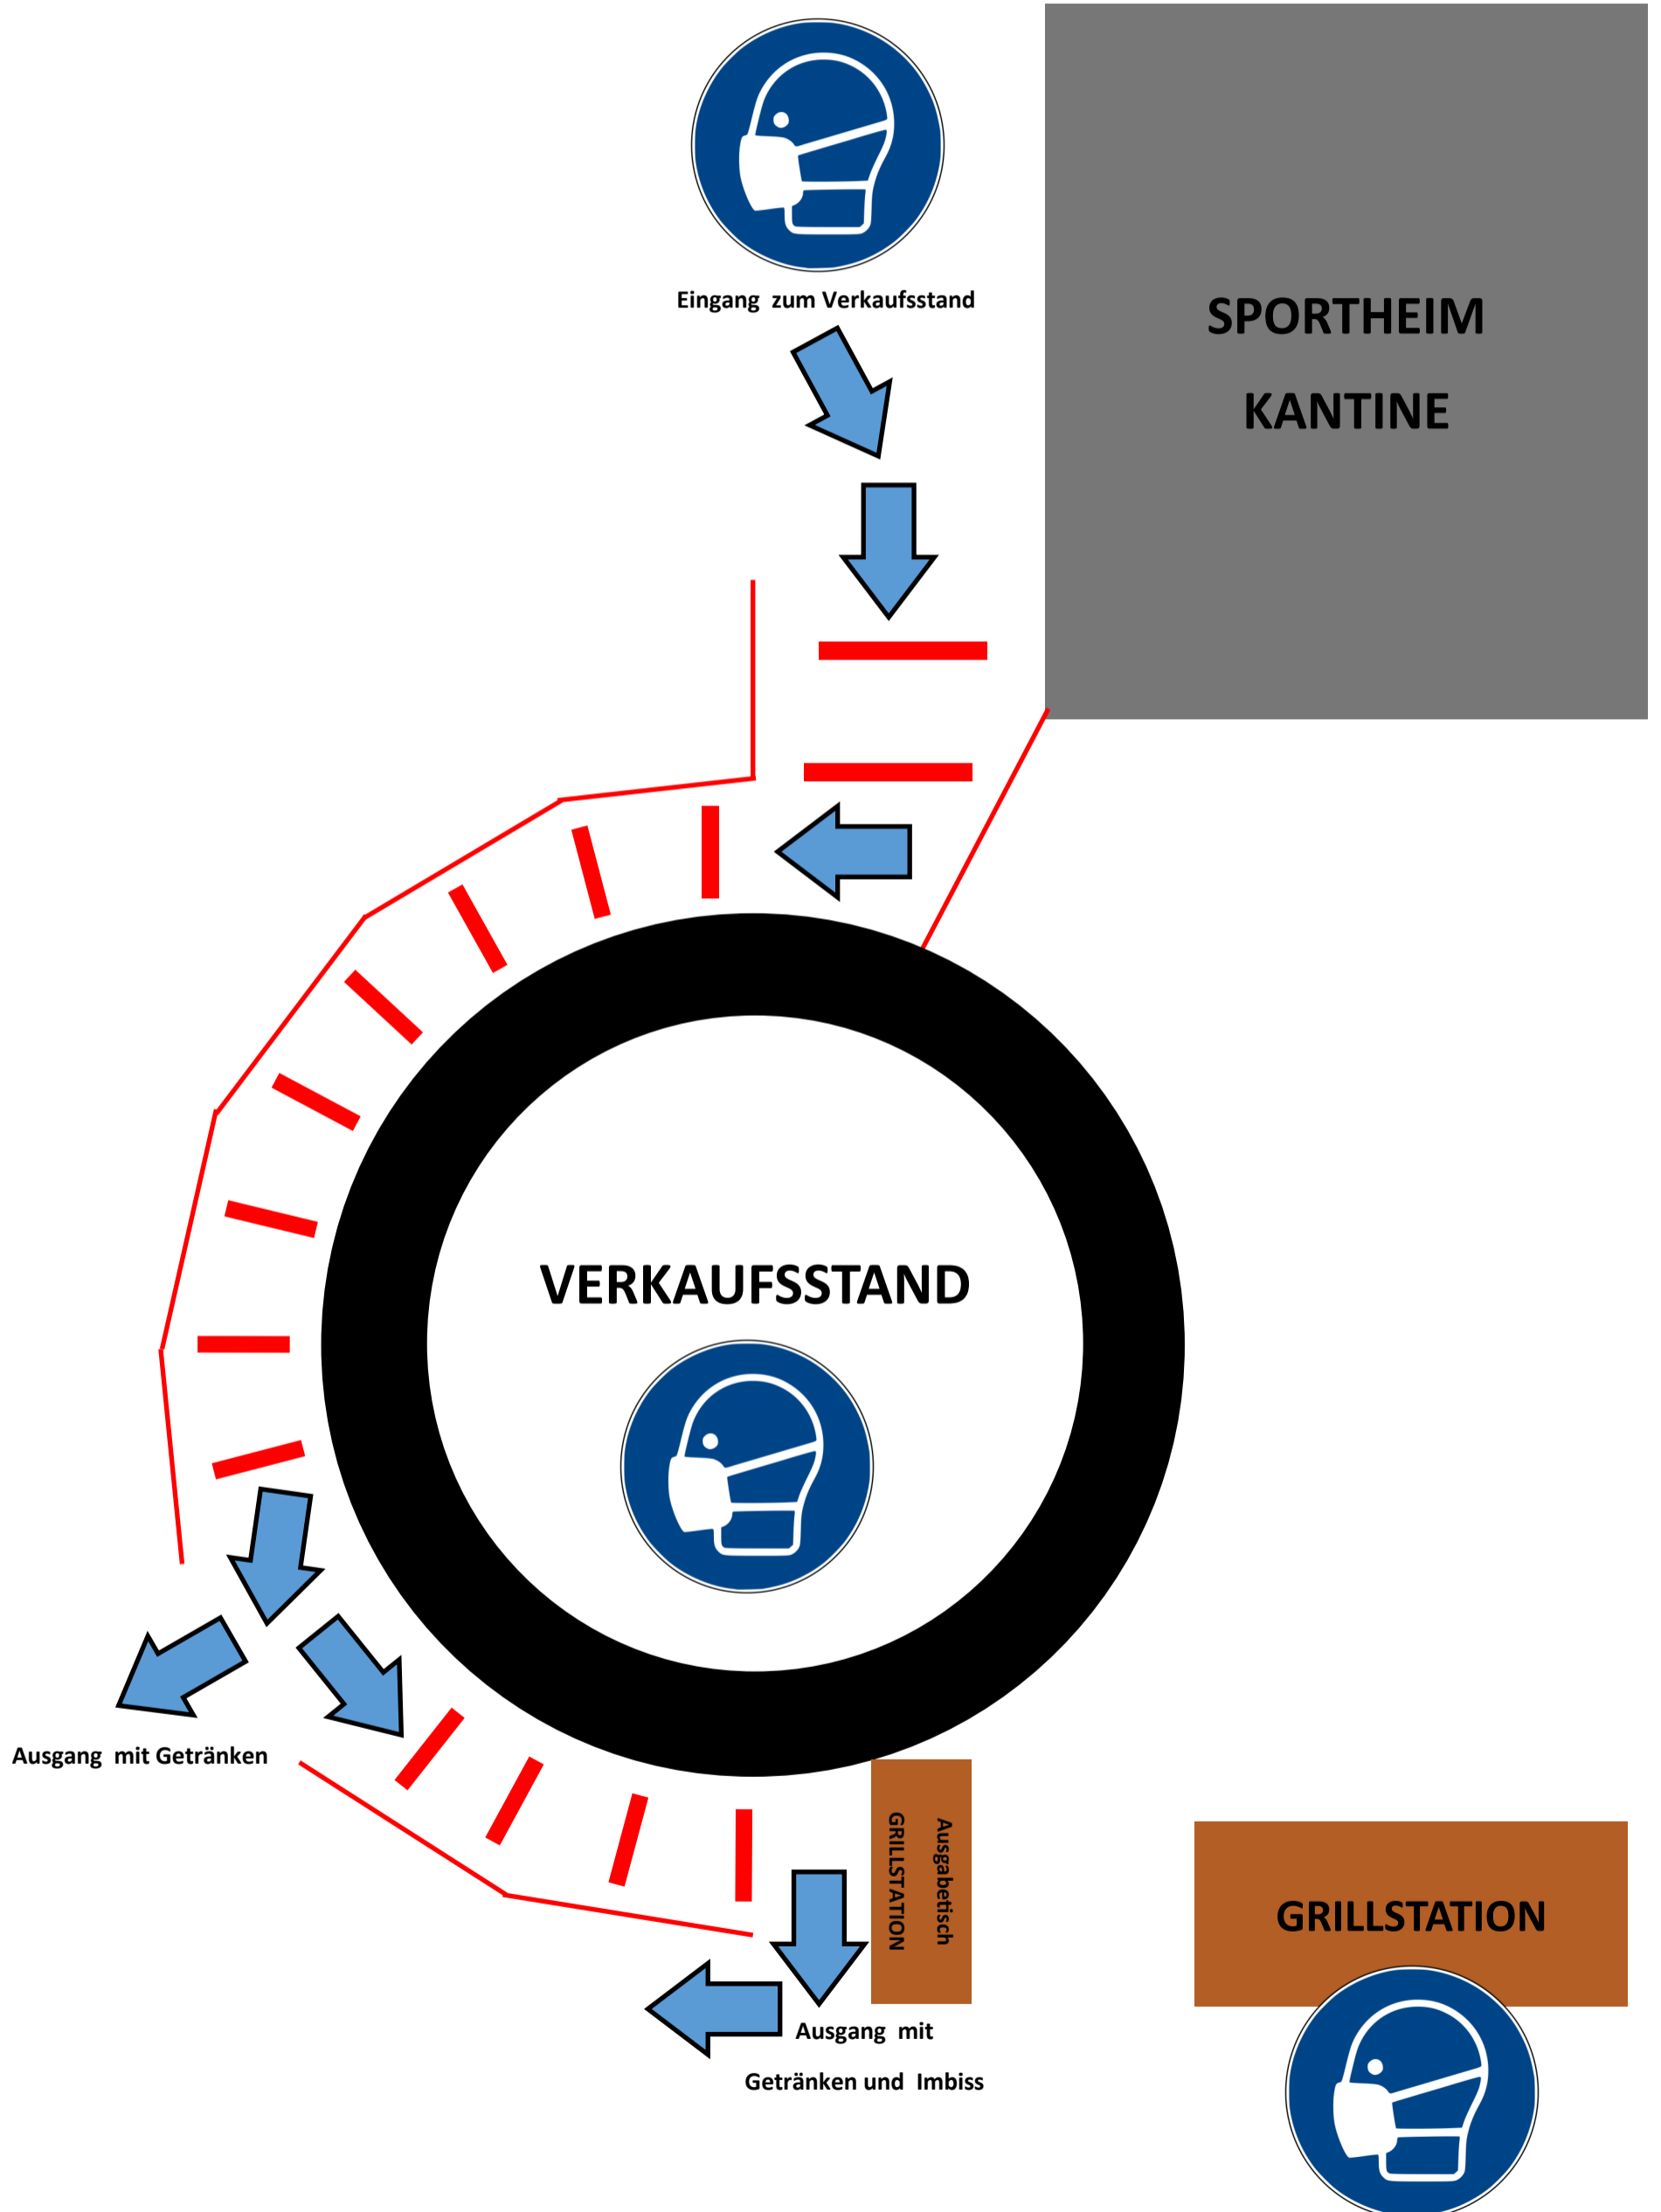 Eingang  zum Verkaufsstand
SPORTHEIM
KANTINE
VERKAUFSSTAND
Ausgang  mit Getränken
Ausgabetisch
GRILLSTATION
GRILLSTATION
Ausgang  mit
Getränken und  Imbiss